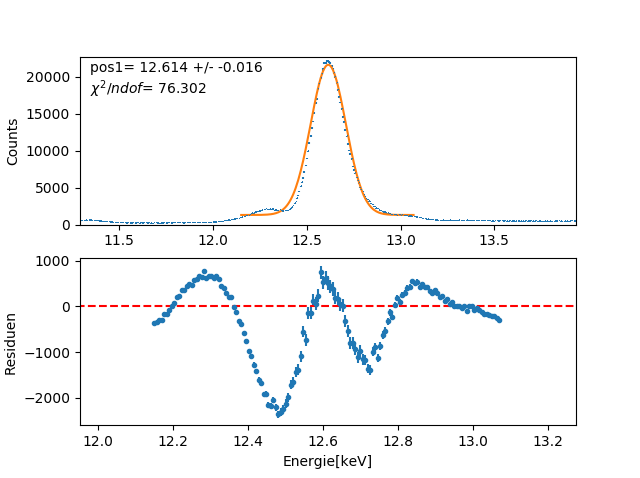 pos1= 12.614 +/- -0.016
χ²/ndof= 76.302
Counts
20000
15000
10000
5000
0
11.5 12.0 12.5 13.0 13.5
Residuen
1000
0
−1000
−2000
12.0 12.2 12.4 12.6 12.8 13.0 13.2
Energie[keV]